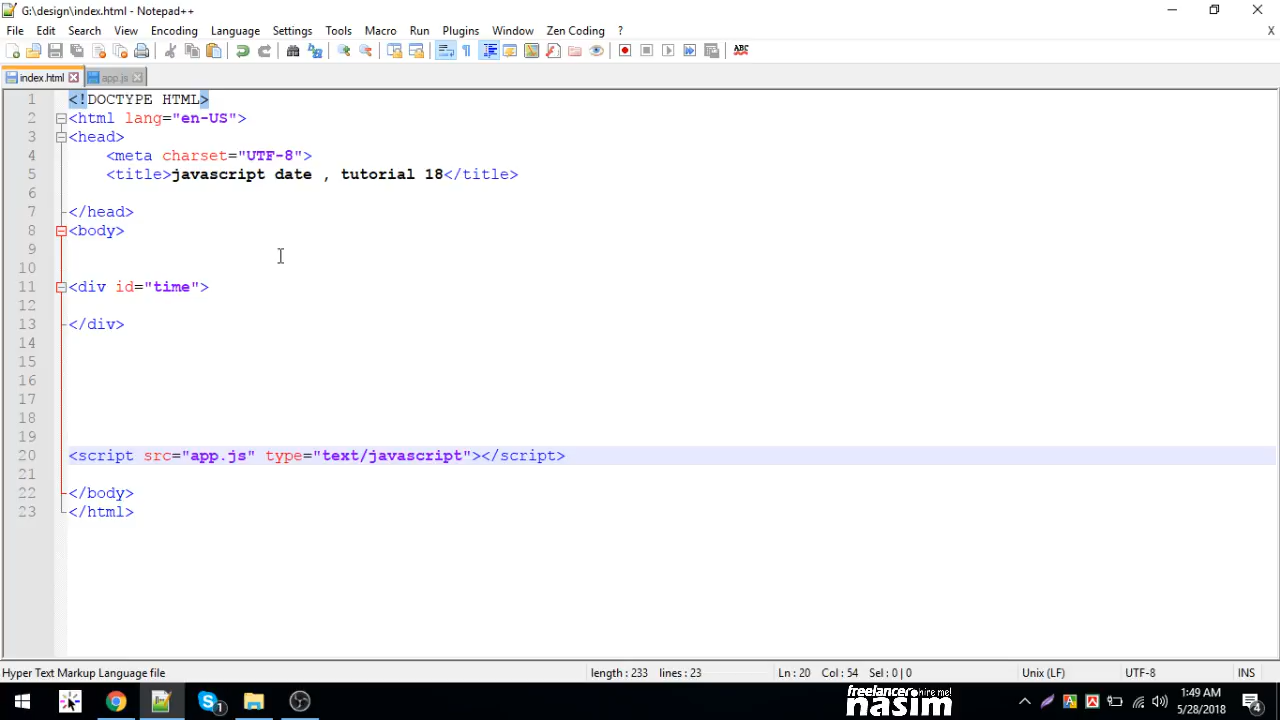 G:\design\index.html - Notepad++
File Edit Search View Encoding Language Settings Tools Macro Run Plugins Window Zen Coding ? X
ABC
index.html app.js
1 <!DOCTYPE HTML>
2 <html lang="en-US">
3 <head>
4 <meta charset="UTF-8">
5 <title>javascript date , tutorial 18</title>
6
7 </head>
8 <body>
9
10
11 <div id="time">
12
13 </div>
14
15
16
17
18
19
20 <script src="app.js" type="text/javascript"></script>
21
22 </body>
23 </html>
Hyper Text Markup Language file length : 233 lines : 23 Ln : 20 Col : 54 Sel : 0 | 0 Unix (LF) UTF-8 INS
1
freelancer hire me!
nasim
1:49 AM
5/28/2018
4